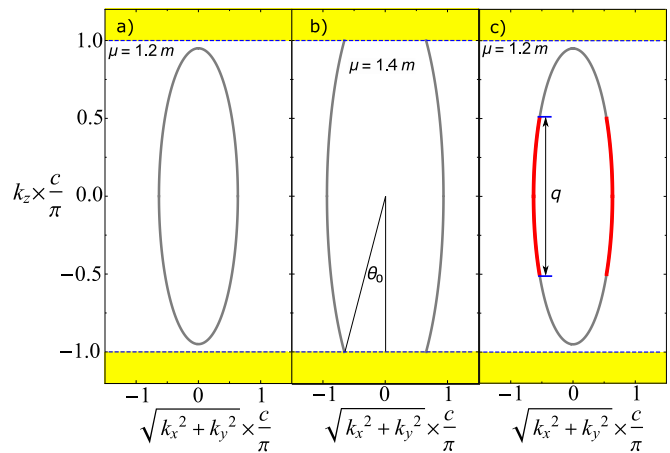 a) b) c)
μ = 1.2 m μ = 1.4 m μ = 1.2 m
1.0
0.5
k_z × c/π 0.0 q
θ_0
−0.5
−1.0
−1 0 1 −1 0 1 −1 0 1
√(k_x² + k_y²) × c/π √(k_x² + k_y²) × c/π √(k_x² + k_y²) × c/π